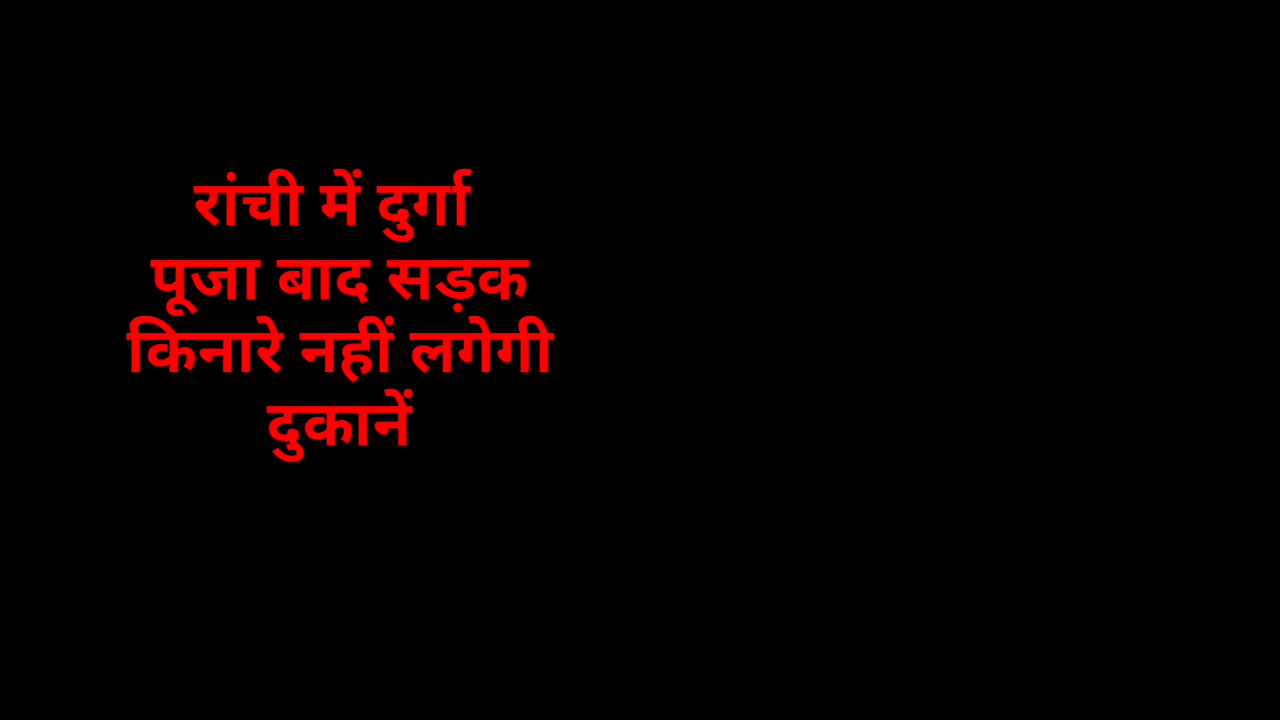 रांची में दुर्गा
पूजा बाद सड़क
किनारे नहीं लगेगी
दुकानें